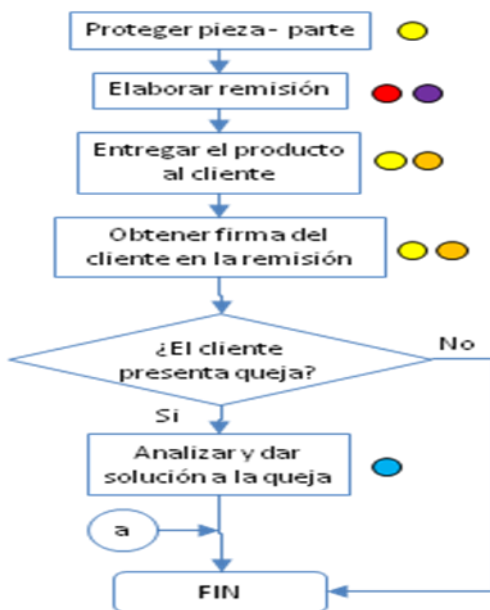 Proteger pieza- parte
Elaborar remisión
Entregar el producto
al cliente
Obtener firma del
cliente en la remisión
¿El cliente
presenta queja?
No
Si
Analizar y dar
solución a la queja
a
FIN